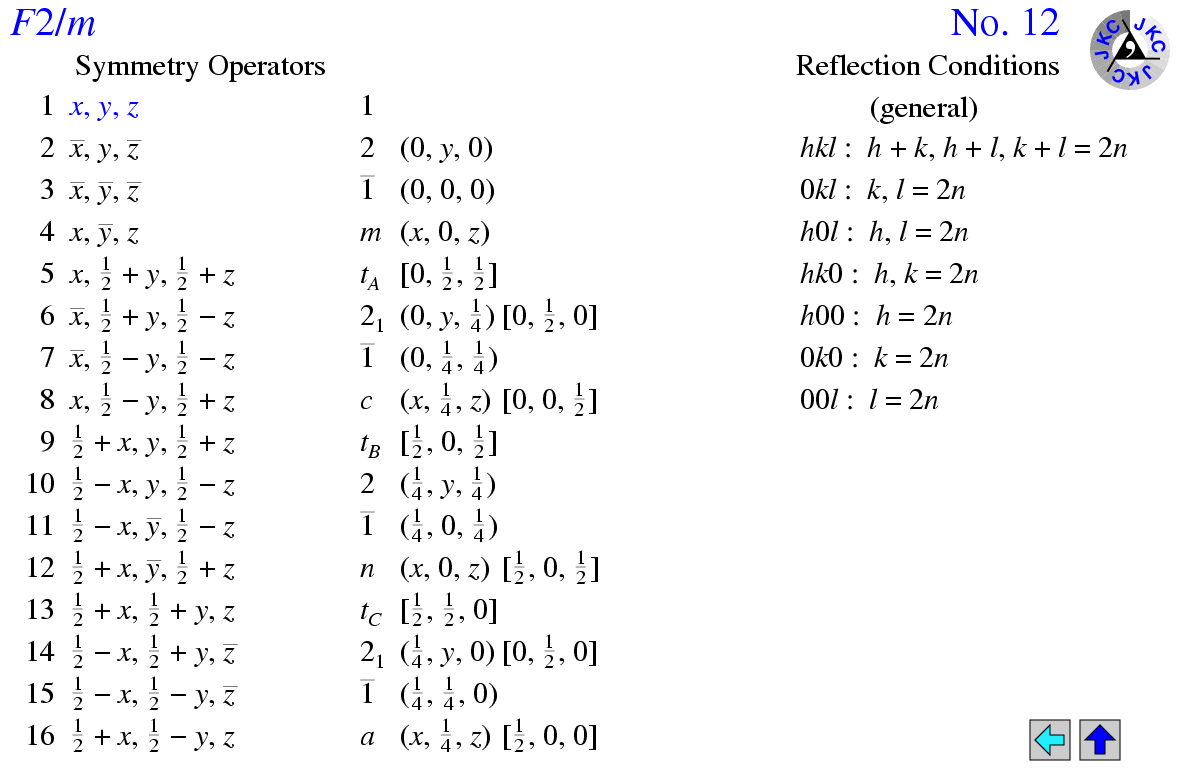 F2/m No. 12
Symmetry Operators Reflection Conditions
1 x, y, z 1 (general)
2 x̅, y, z̅ 2 (0, y, 0) hkl : h + k, h + l, k + l = 2n
3 x̅, y̅, z̅ 1̅ (0, 0, 0) 0kl : k, l = 2n
4 x, y̅, z m (x, 0, z) h0l : h, l = 2n
5 x, 1/2 + y, 1/2 + z t_A [0, 1/2, 1/2] hk0 : h, k = 2n
6 x̅, 1/2 + y, 1/2 − z 2_1 (0, y, 1/4) [0, 1/2, 0] h00 : h = 2n
7 x̅, 1/2 − y, 1/2 − z 1̅ (0, 1/4, 1/4) 0k0 : k = 2n
8 x, 1/2 − y, 1/2 + z c (x, 1/4, z) [0, 0, 1/2] 00l : l = 2n
9 1/2 + x, y, 1/2 + z t_B [1/2, 0, 1/2]
10 1/2 − x, y, 1/2 − z 2 (1/4, y, 1/4)
11 1/2 − x, y̅, 1/2 − z 1̅ (1/4, 0, 1/4)
12 1/2 + x, y̅, 1/2 + z n (x, 0, z) [1/2, 0, 1/2]
13 1/2 + x, 1/2 + y, z t_C [1/2, 1/2, 0]
14 1/2 − x, 1/2 + y, z̅ 2_1 (1/4, y, 0) [0, 1/2, 0]
15 1/2 − x, 1/2 − y, z̅ 1̅ (1/4, 1/4, 0)
16 1/2 + x, 1/2 − y, z a (x, 1/4, z) [1/2, 0, 0]
JKC JKC JKC